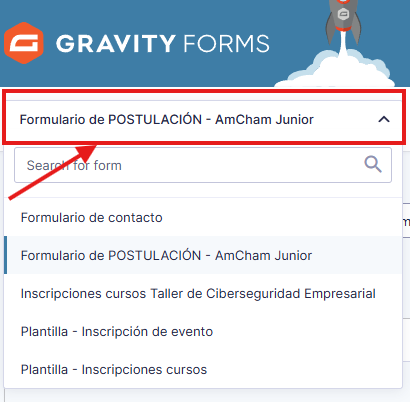 GRAVITY FORMS
Formulario de POSTULACIÓN - AmCham Junior
Search for form
Formulario de contacto
Formulario de POSTULACIÓN - AmCham Junior
Inscripciones cursos Taller de Ciberseguridad Empresarial
Plantilla - Inscripción de evento
Plantilla - Inscripciones cursos